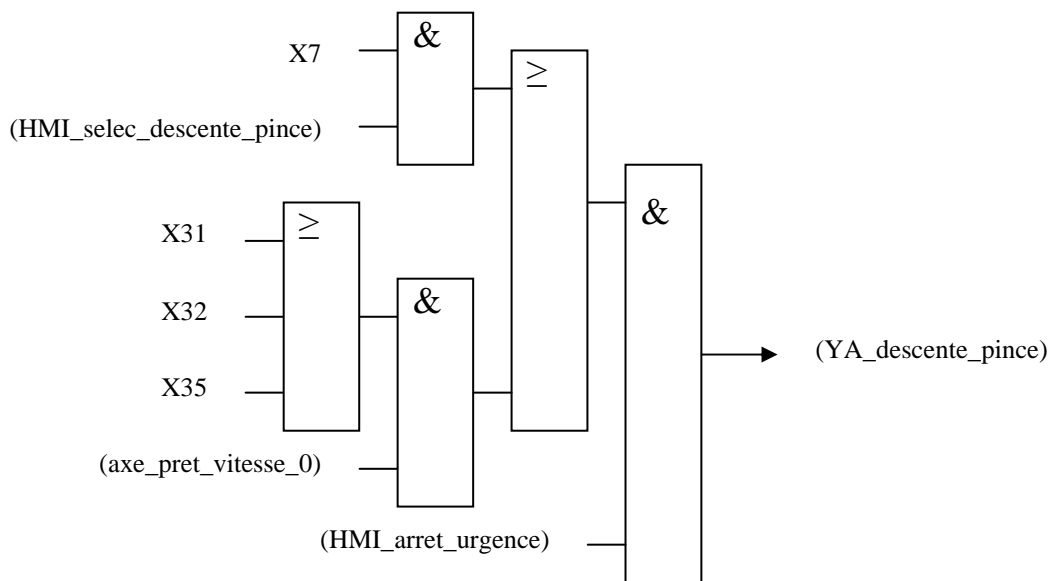 &
X7
≥
(HMI_selec_descente_pince)
&
X31
≥
X32
&
(YA_descente_pince)
X35
(axe_pret_vitesse_0)
(HMI_arret_urgence)